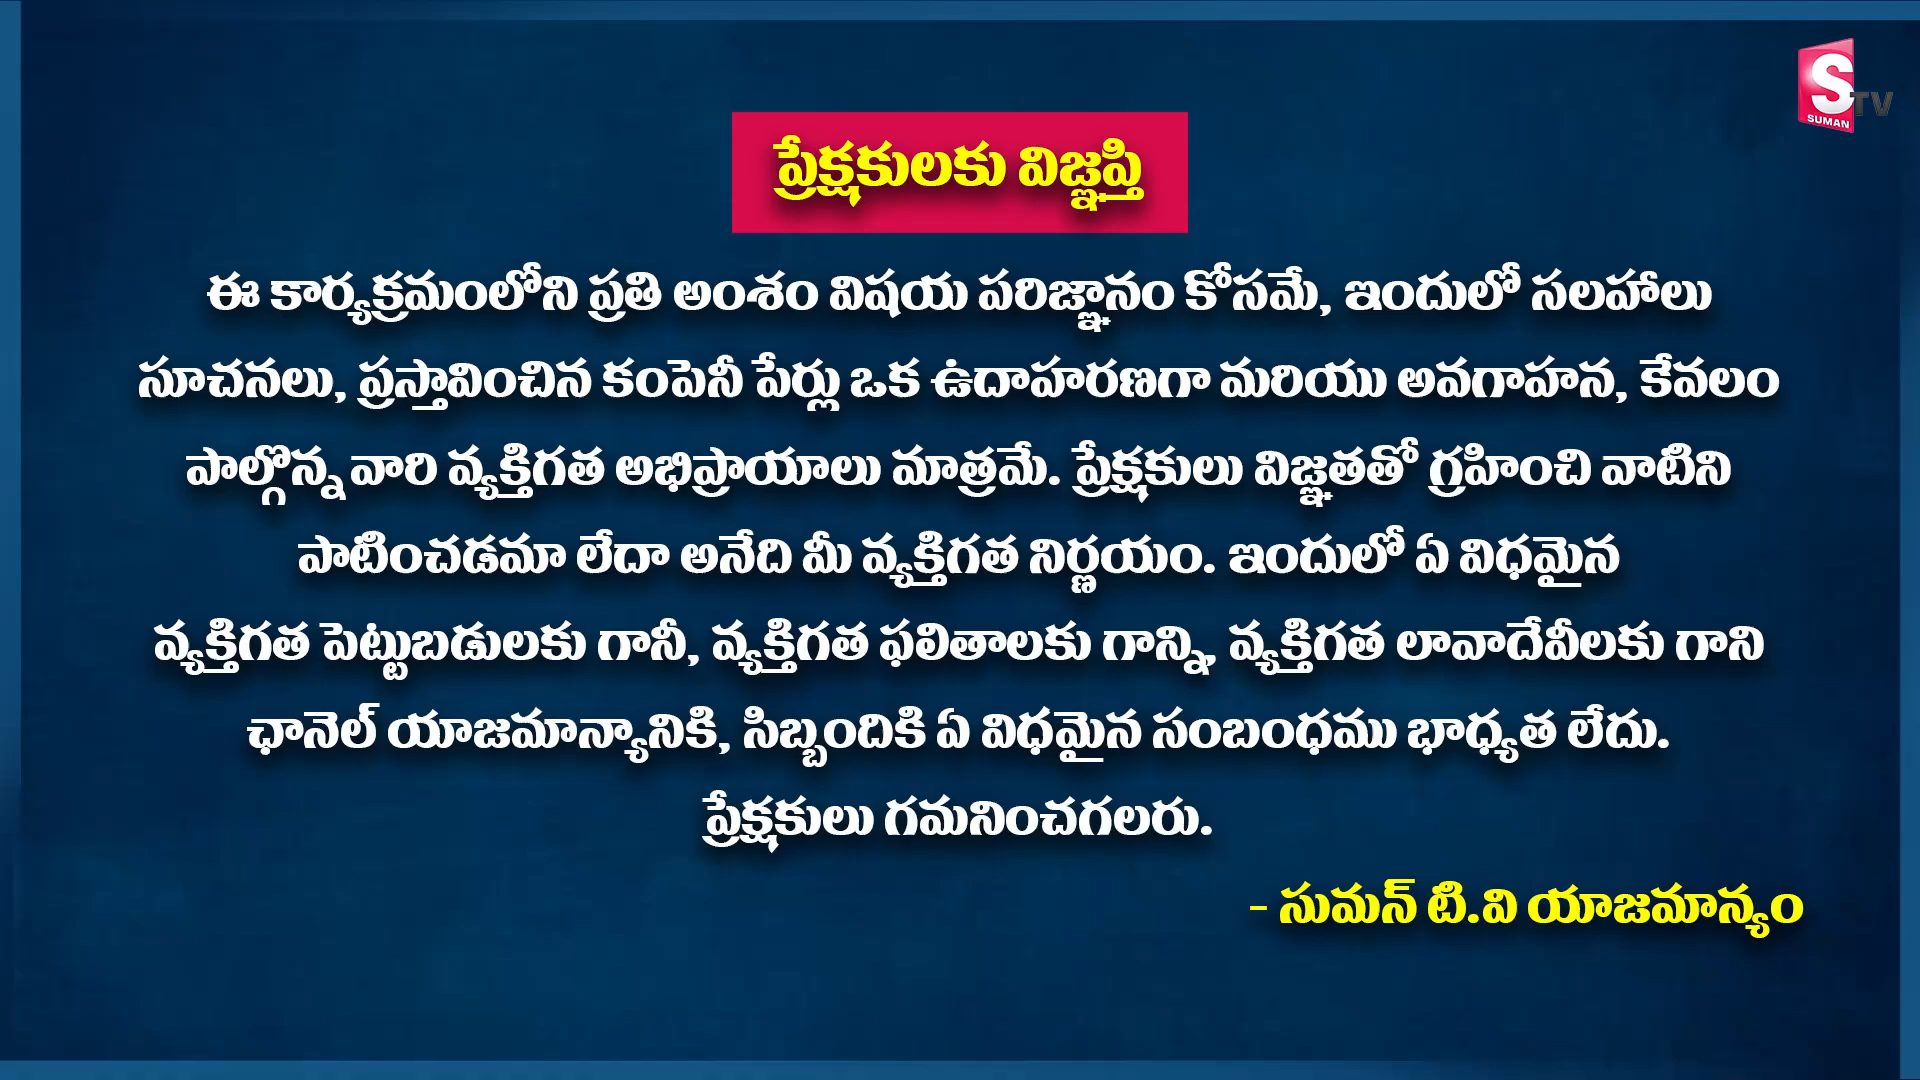 S TV
SUMAN
ప్రేక్షకులకు విజ్ఞప్తి
ఈ కార్యక్రమంలోని ప్రతి అంశం విషయ పరిజ్ఞానం కోసమే, ఇందులో సలహాలు
సూచనలు, ప్రస్తావించిన కంపెనీ పేర్లు ఒక ఉదాహరణగా మరియు అవగాహన, కేవలం
పాల్గొన్న వారి వ్యక్తిగత అభిప్రాయాలు మాత్రమే. ప్రేక్షకులు విజ్ఞతతో గ్రహించి వాటిని
పాటించడమా లేదా అనేది మీ వ్యక్తిగత నిర్ణయం. ఇందులో ఏ విధమైన
వ్యక్తిగత పెట్టుబడులకు గానీ, వ్యక్తిగత ఫలితాలకు గాన్ని, వ్యక్తిగత లావాదేవీలకు గాని
ఛానెల్ యాజమాన్యానికి, సిబ్బందికి ఏ విధమైన సంబంధము భాధ్యత లేదు.
ప్రేక్షకులు గమనించగలరు.
- సుమన్ టి.వి యాజమాన్యం